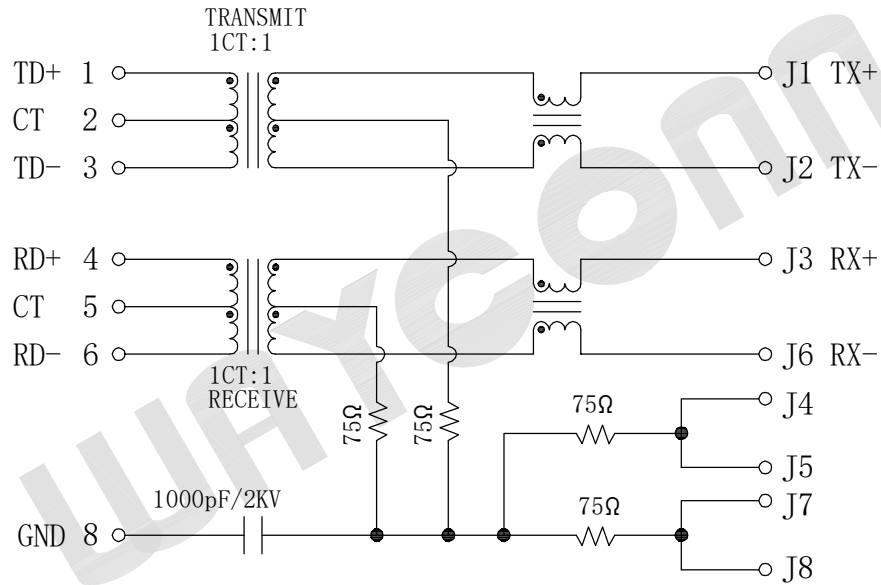 TRANSMIT
1CT:1
TD+ 1
J1 TX+
CT 2
TD- 3
J2 TX-
RD+ 4
J3 RX+
CT 5
RD- 6
J6 RX-
1CT:1
RECEIVE
75Ω
75Ω
75Ω
J4
J5
1000pF/2KV
75Ω
J7
GND 8
J8
WAYCONN